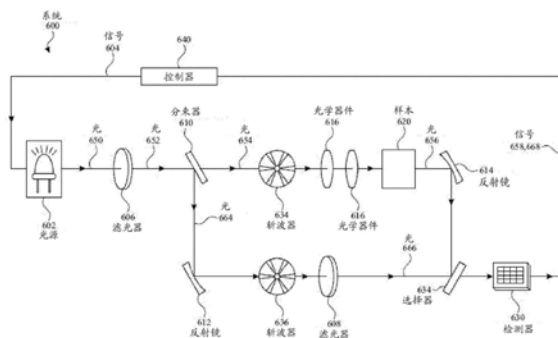 系统
600
信号
604
640
控制器
光
650
光
652
分束器
610
光
654
光学器件
616
样本
620
光
656
信号
658,668
614
反射镜
602
光源
606
滤光器
光
664
634
斩波器
616
光学器件
光
666
612
反射镜
636
斩波器
608
滤光器
634
选择器
630
检测器